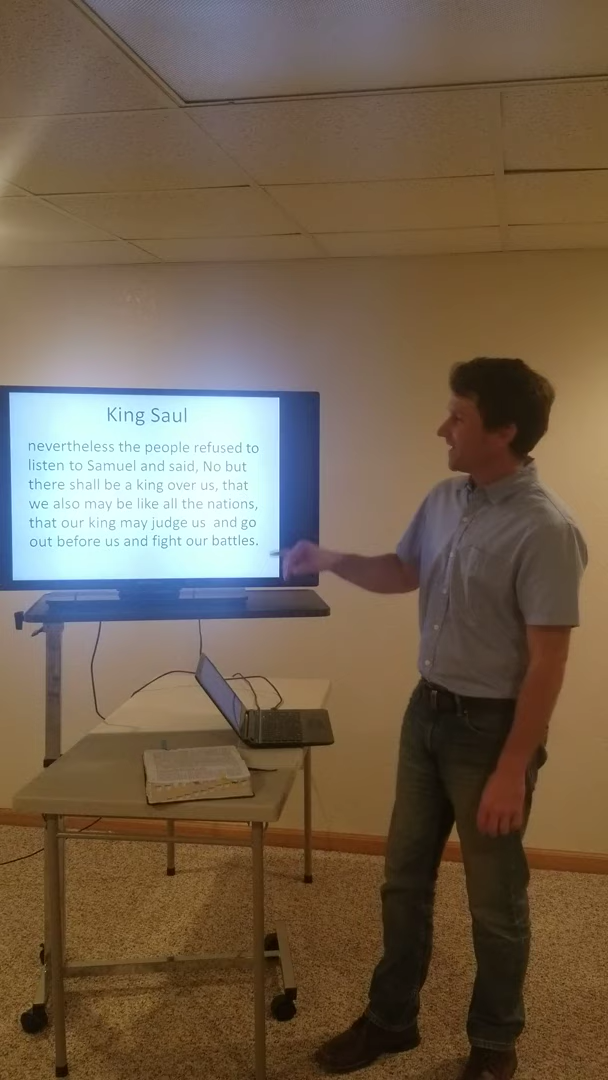 King Saul
nevertheless the people refused to
listen to Samuel and said, No but
there shall be a king over us, that
we also may be like all the nations,
that our king may judge us and go
out before us and fight our battles.